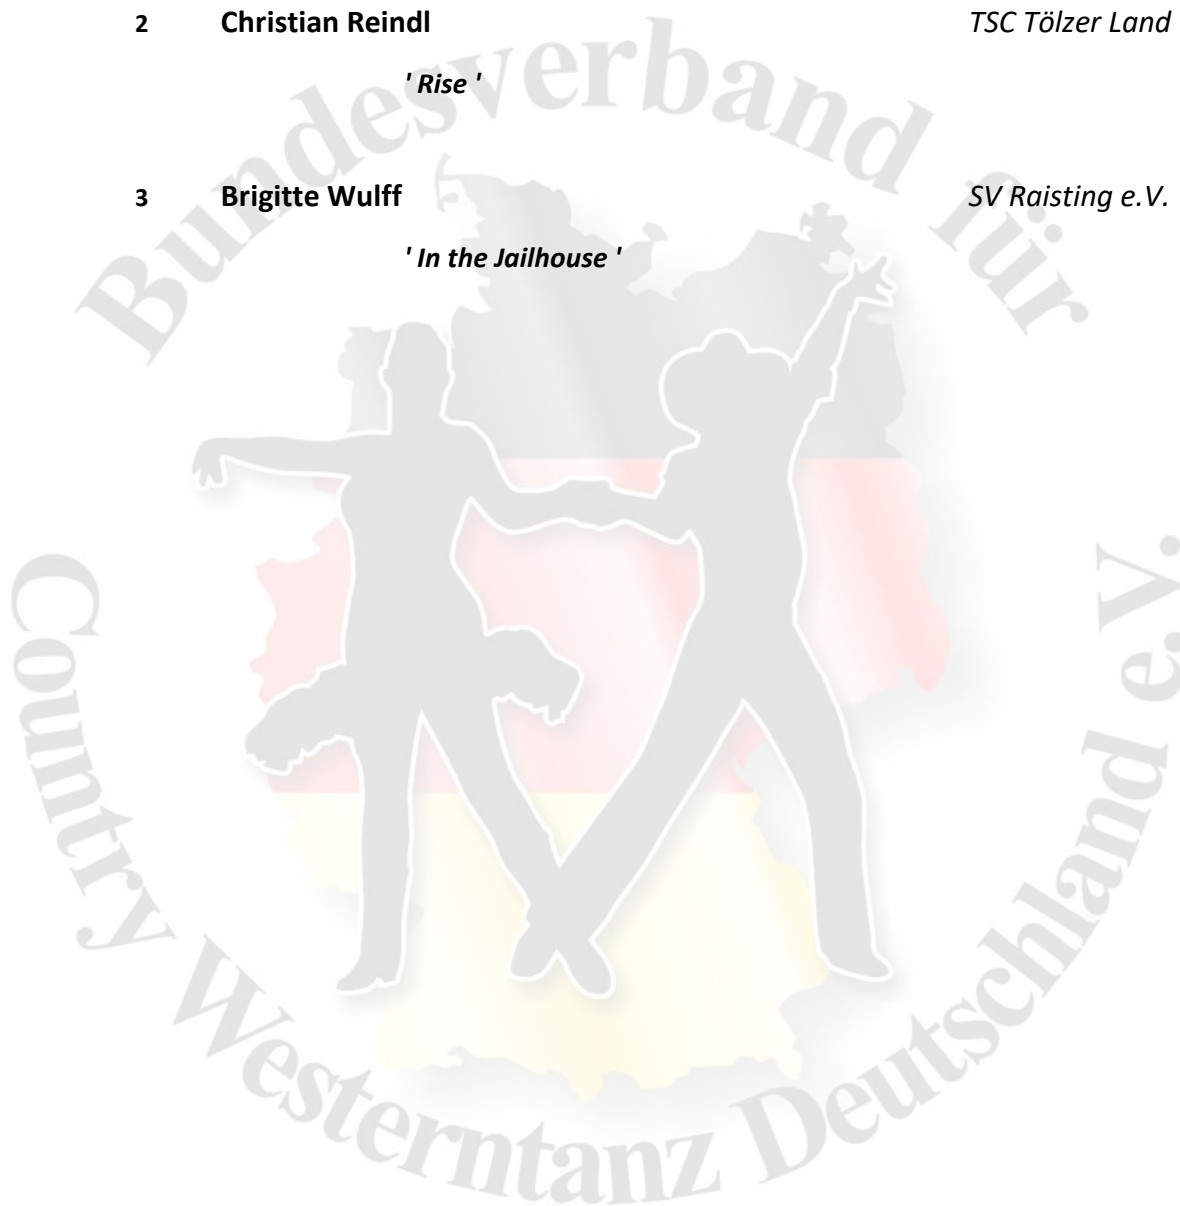 2 Christian Reindl TSC Tölzer Land
' Rise '
3 Brigitte Wulff SV Raisting e.V.
' In the Jailhouse '
Bundesverband für
Country Westerntanz Deutschland e.V.